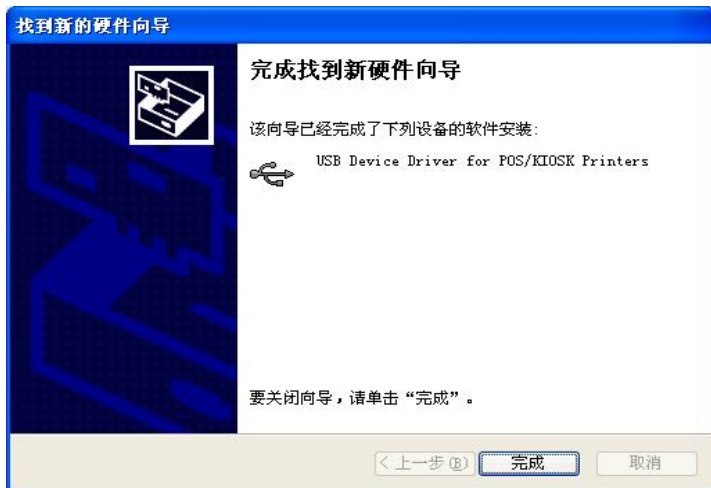 找到新的硬件向导
完成找到新硬件向导
该向导已经完成了下列设备的软件安装:
USB Device Driver for POS/KIOSK Printers
要关闭向导，请单击“完成”。
< 上一步(B)
完成
取消